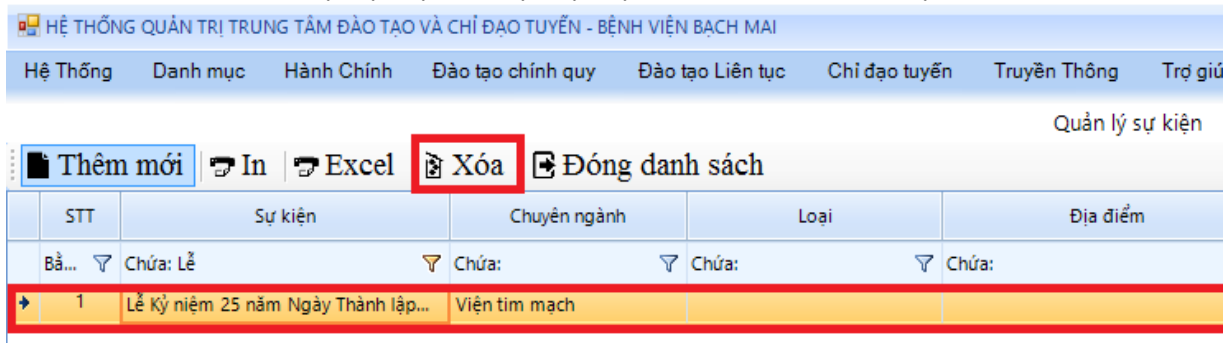 HỆ THỐNG QUẢN TRỊ TRUNG TÂM ĐÀO TẠO VÀ CHỈ ĐẠO TUYẾN - BỆNH VIỆN BẠCH MAI
Hệ Thống Danh mục Hành Chính Đào tạo chính quy Đào tạo Liên tục Chỉ đạo tuyến Truyền Thông Trợ giú
Quản lý sự kiện
Thêm mới In Excel Xóa Đóng danh sách
STT Sự kiện Chuyên ngành Loại Địa điểm
Bằ... Chứa: Lễ Chứa: Chứa: Chứa:
1 Lễ Kỷ niệm 25 năm Ngày Thành lập... Viện tim mạch